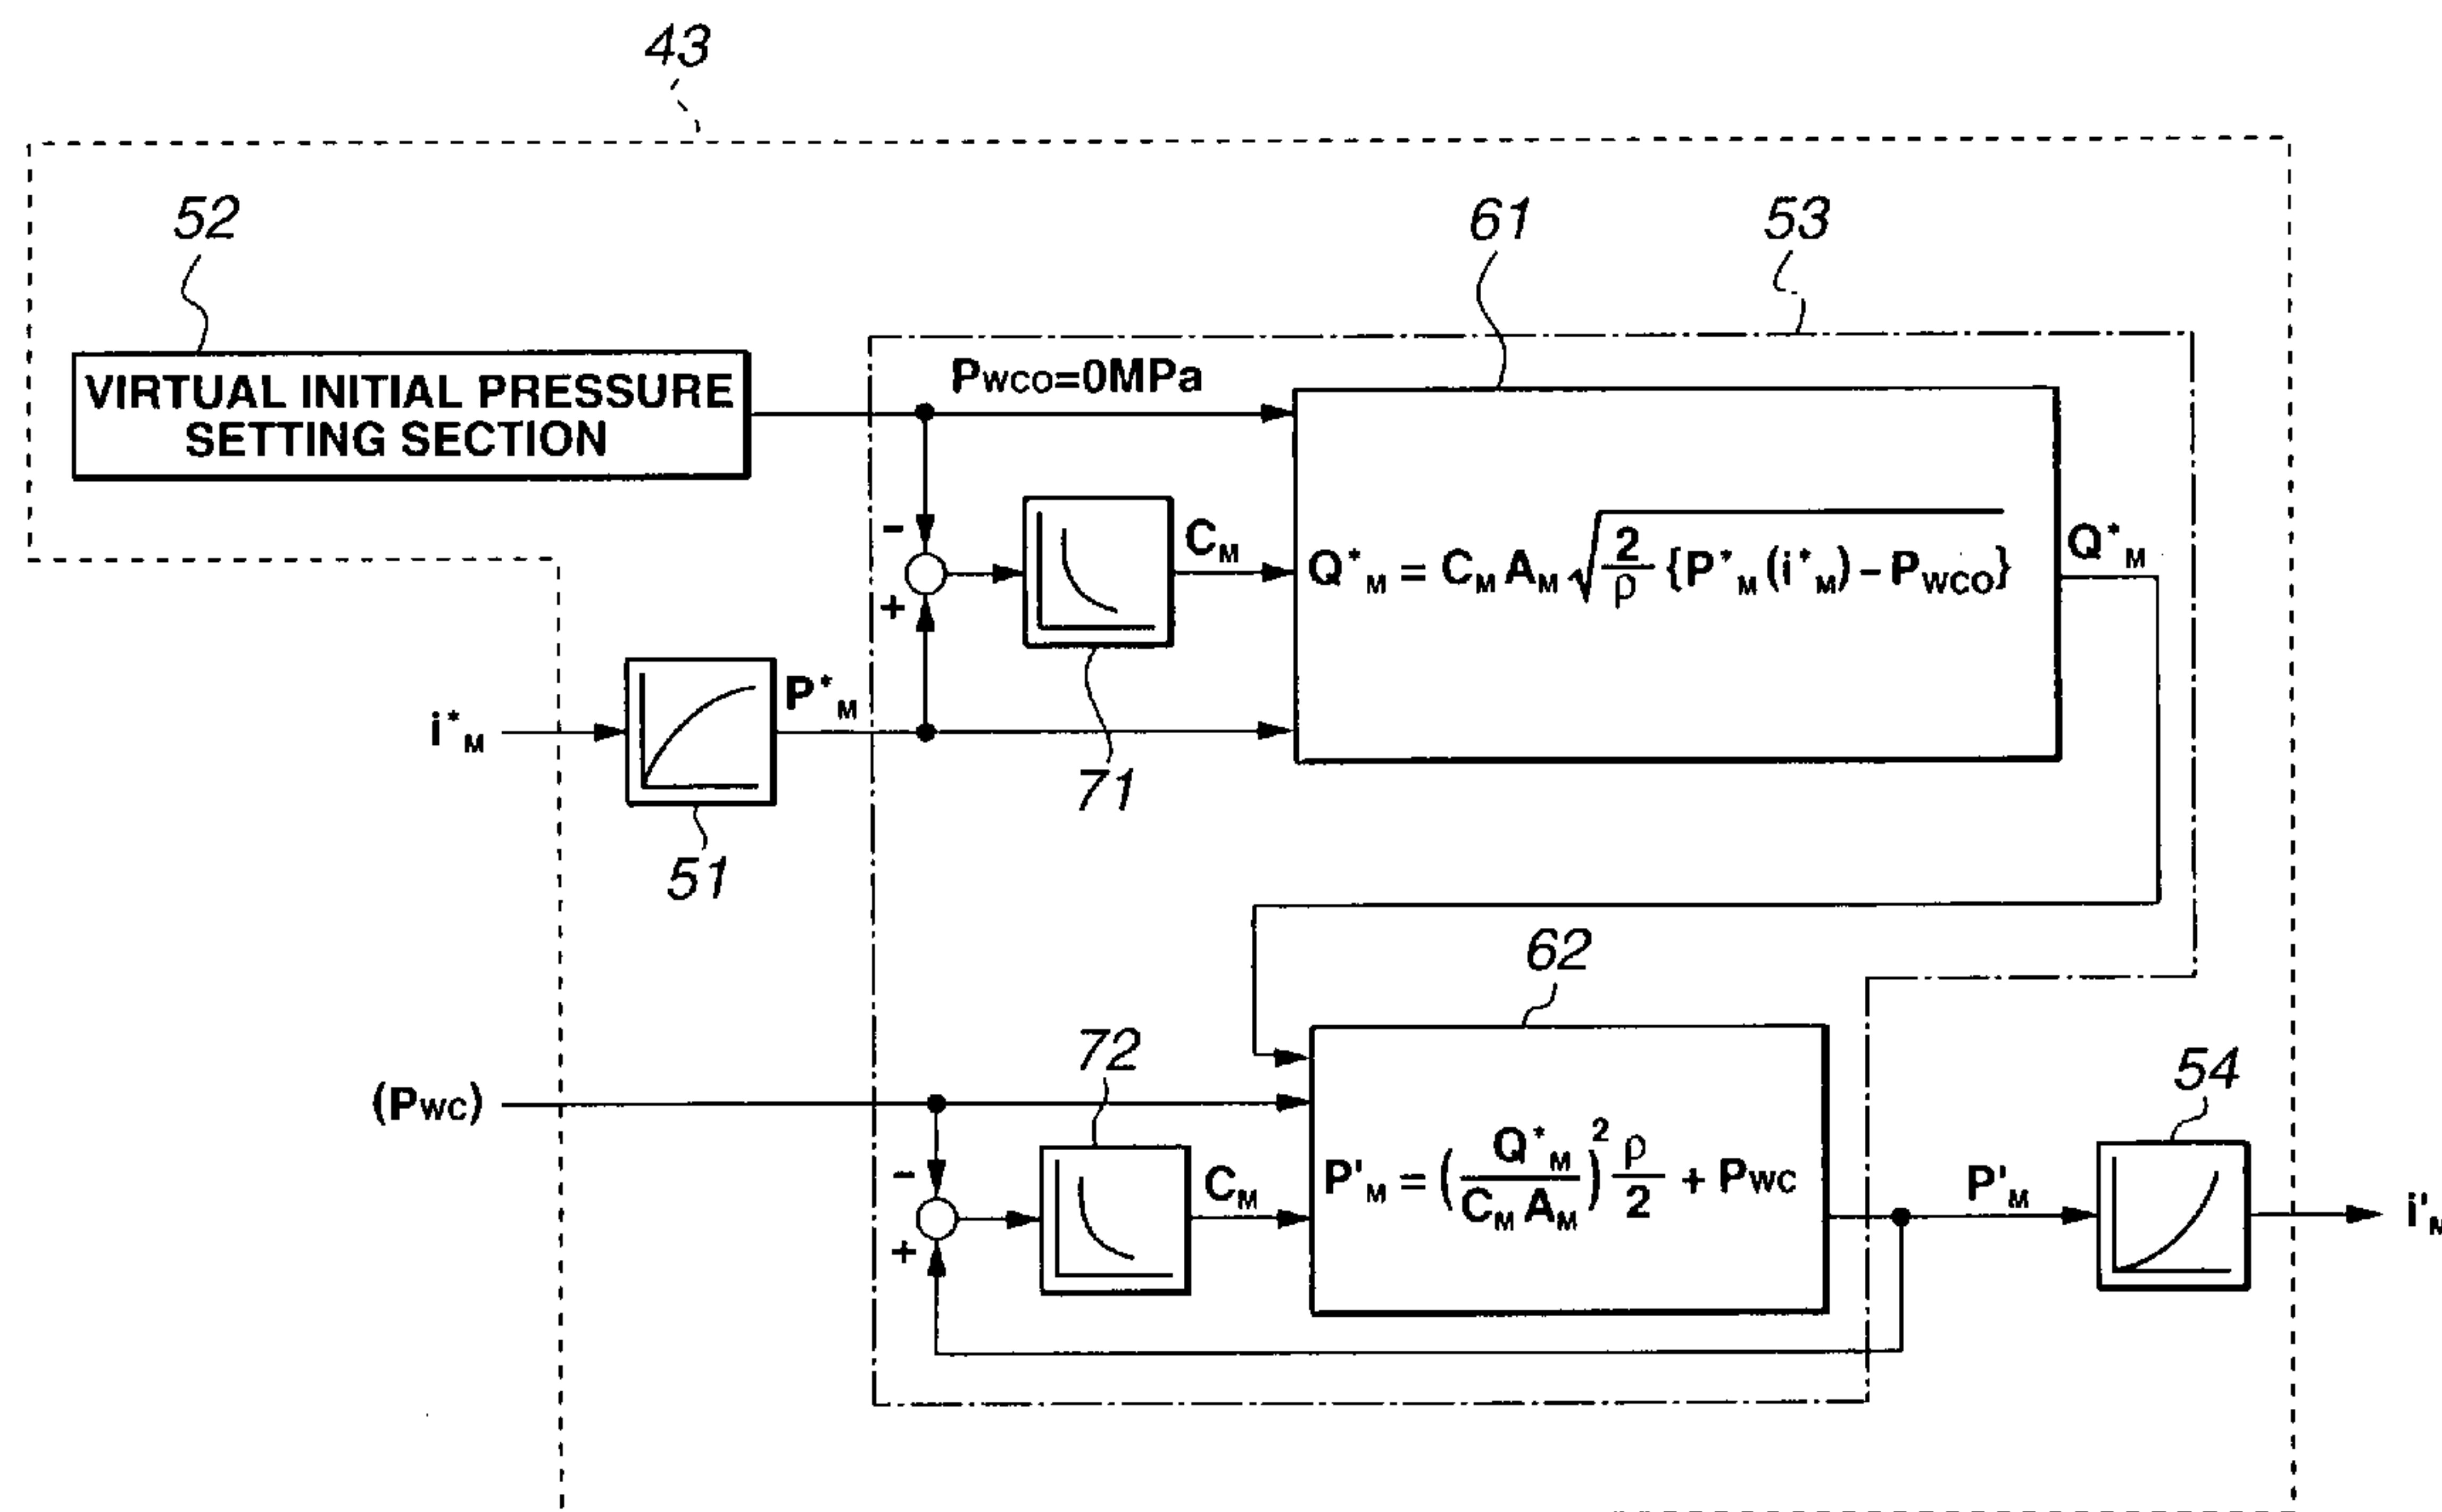 43
52
61
53
VIRTUAL INITIAL PRESSURE
SETTING SECTION
PWCO=0MPa
-
+
CM
Q*M = CM AM √ 2/ρ {P*M (i*M) – PWCO}
Q*M
i*M
P*M
71
51
62
(PWC)
72
54
-
+
CM
P'M = (Q*M / CM AM)² ρ/2 + PWC
P'M
i'M